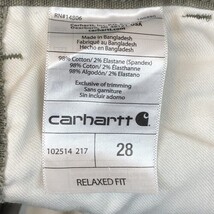 RN#14806
Made in Bangladesh
Fabriqué au Bangladesh
Hecho en Bangladesh
98% Cotton/ 2% Elastane (Spandex)
98% Coton/ 2% Élasthanne
98% Algodón/ 2% Elastano
Exclusive of trimming
Sans garniture
Sin incluir adorno
carhartt
102514 217
28
RELAXED FIT